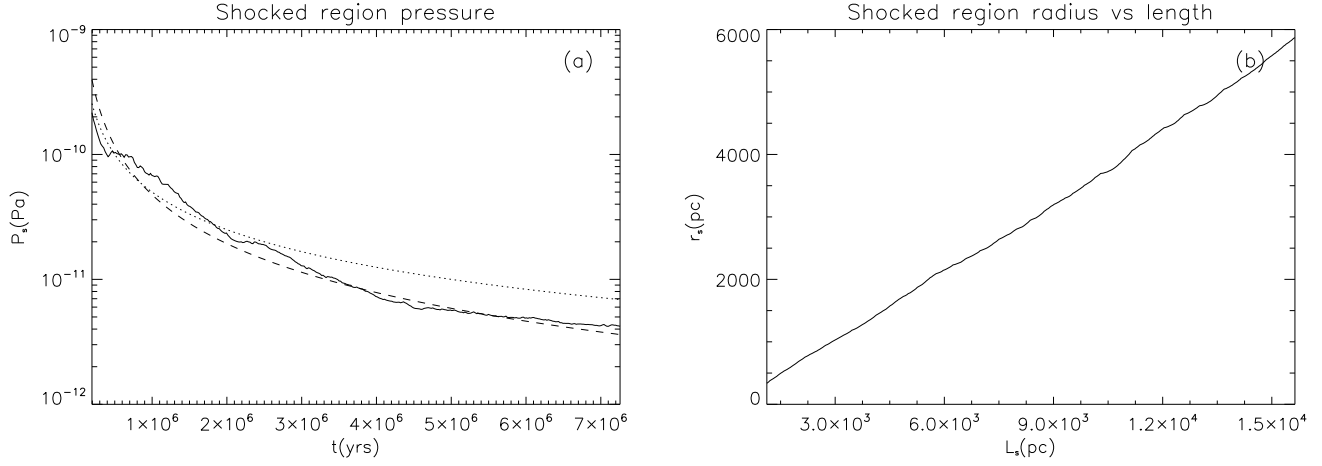 Shocked region pressure
(a)
10⁻⁹
10⁻¹⁰
10⁻¹¹
10⁻¹²
Pₛ(Pa)
1×10⁶ 2×10⁶ 3×10⁶ 4×10⁶ 5×10⁶ 6×10⁶ 7×10⁶
t(yrs)
Shocked region radius vs length
(b)
6000
4000
2000
0
rₛ(pc)
3.0×10³ 6.0×10³ 9.0×10³ 1.2×10⁴ 1.5×10⁴
Lₛ(pc)